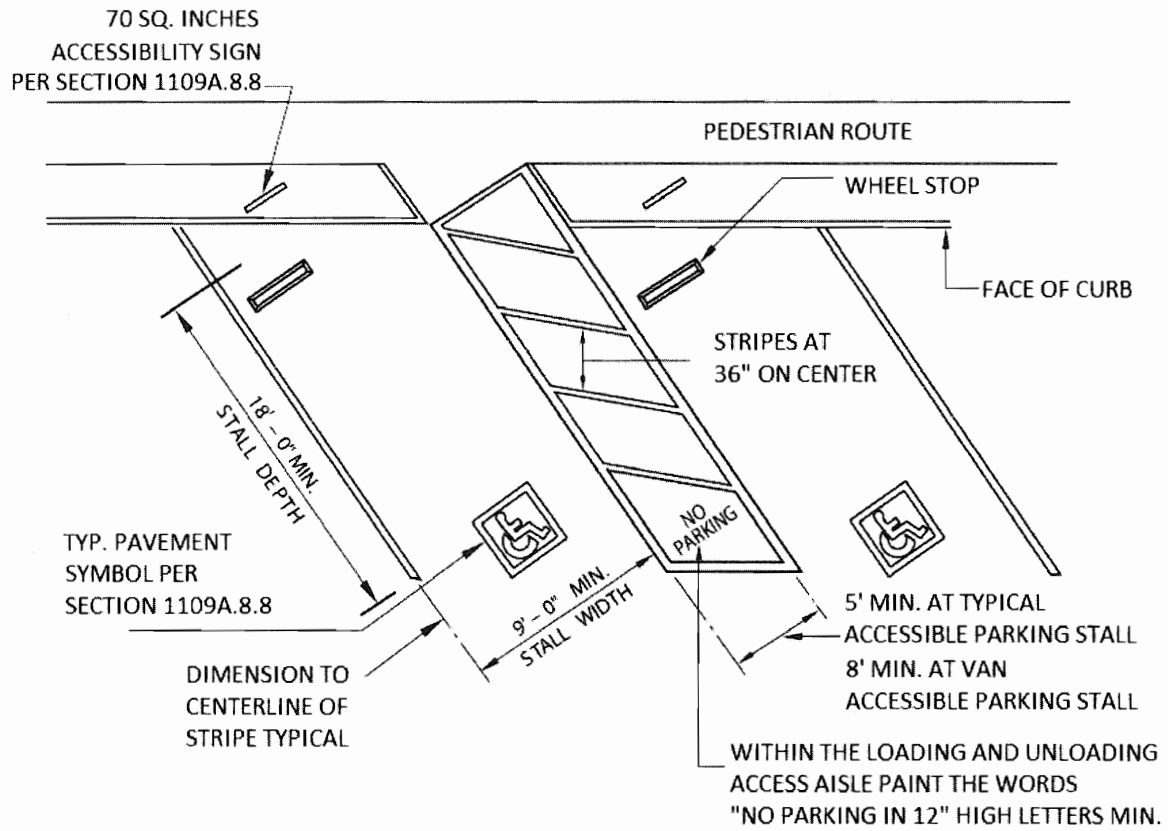 70 SQ. INCHES
ACCESSIBILITY SIGN
PER SECTION 1109A.8.8
PEDESTRIAN ROUTE
WHEEL STOP
FACE OF CURB
STRIPES AT
36" ON CENTER
18' – 0" MIN.
STALL DEPTH
TYP. PAVEMENT
SYMBOL PER
SECTION 1109A.8.8
NO
PARKING
9' – 0" MIN.
STALL WIDTH
5' MIN. AT TYPICAL
ACCESSIBLE PARKING STALL
8' MIN. AT VAN
ACCESSIBLE PARKING STALL
DIMENSION TO
CENTERLINE OF
STRIPE TYPICAL
WITHIN THE LOADING AND UNLOADING
ACCESS AISLE PAINT THE WORDS
"NO PARKING IN 12" HIGH LETTERS MIN.